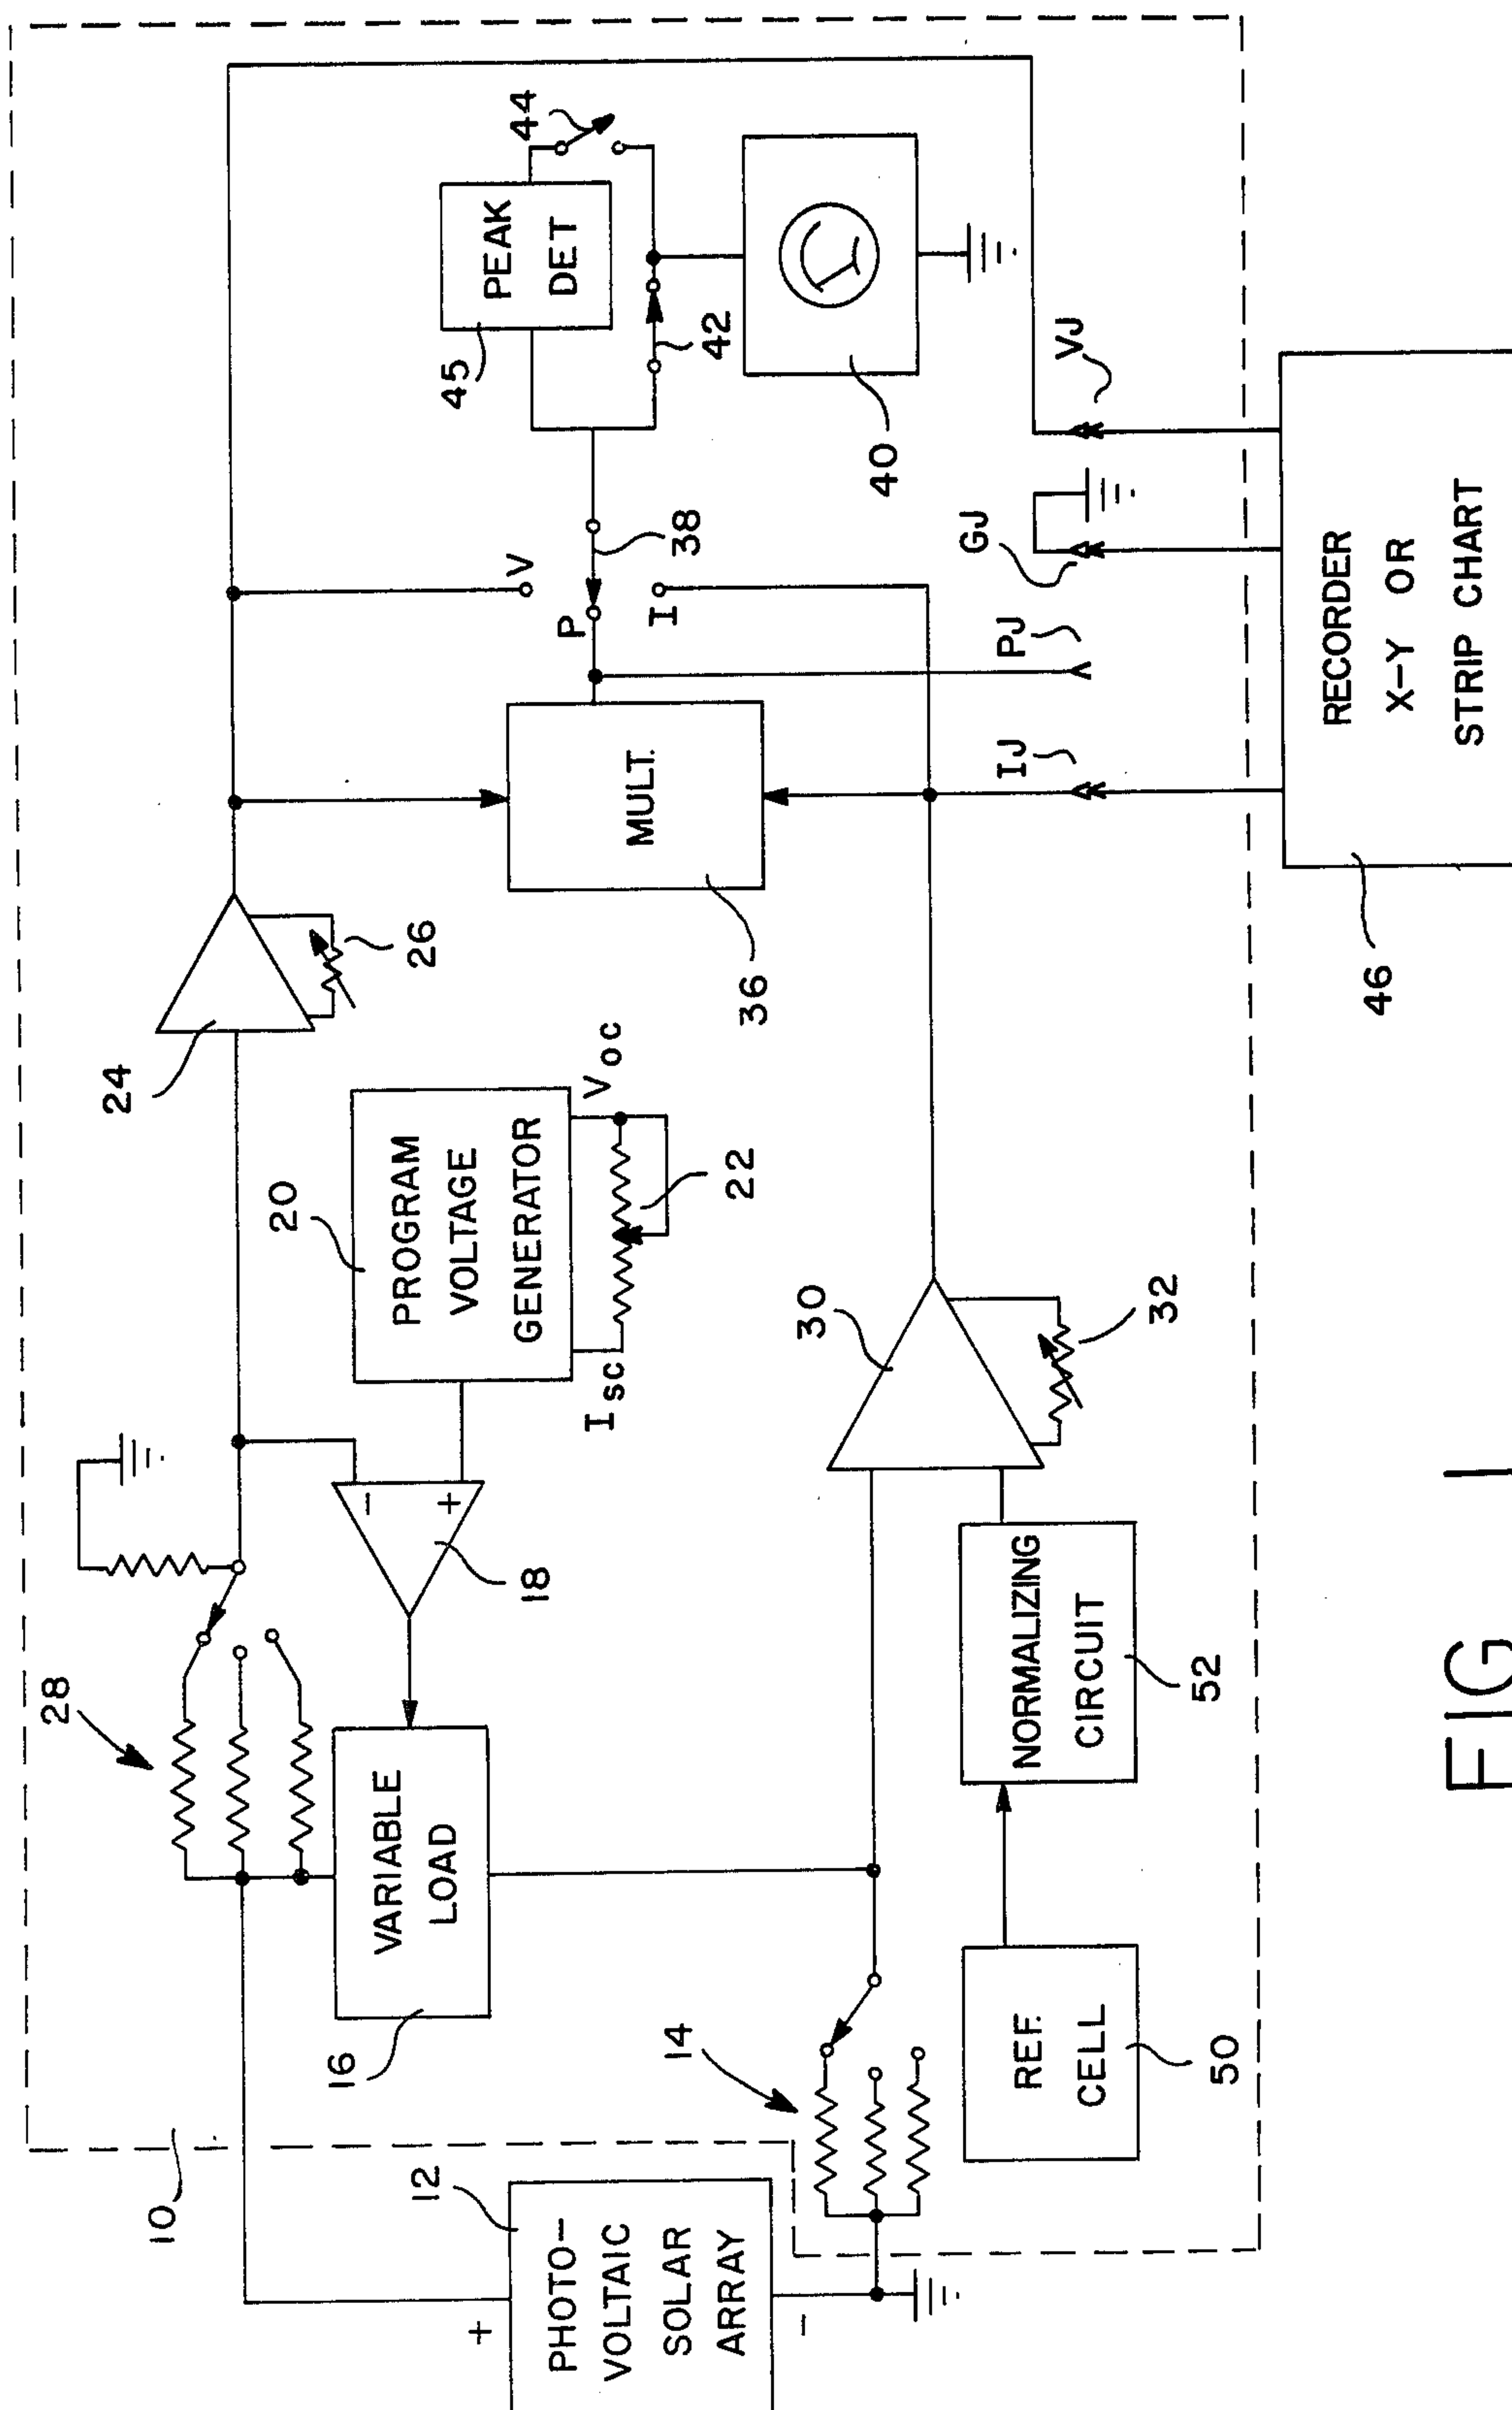 10
12
PHOTO-
VOLTAIC
SOLAR
ARRAY
+
−
28
16
VARIABLE
LOAD
14
REF.
CELL
50
NORMALIZING
CIRCUIT
52
18
−
+
20
PROGRAM
VOLTAGE
GENERATOR
Isc
Voc
22
24
26
30
32
36
MULT.
V
P
I
38
45
PEAK
DET
44
42
40
IJ
PJ
GJ
VJ
46
RECORDER
X-Y OR
STRIP CHART
FIG 1